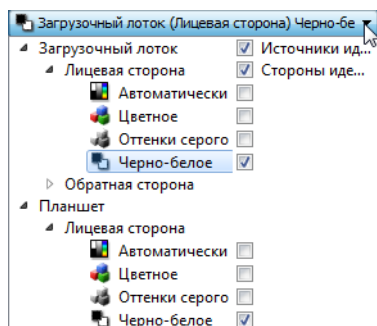 Загрузочный лоток (Лицевая сторона) Черно-бе
Загрузочный лоток Источники ид...
Лицевая сторона Стороны иде...
Автоматически
Цветное
Оттенки серого
Черно-белое
Обратная сторона
Планшет
Лицевая сторона
Автоматически
Цветное
Оттенки серого
Черно-белое